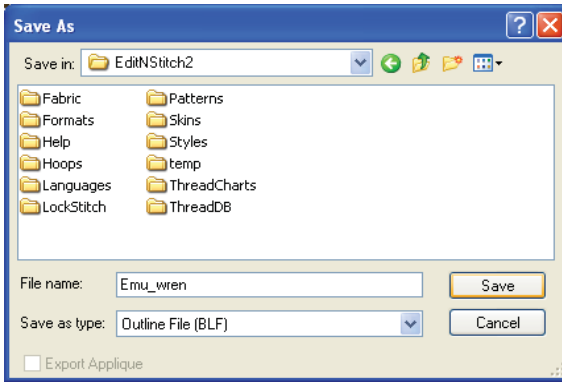 Save As
Save in: EditNStitch2
Fabric Patterns
Formats Skins
Help Styles
Hoops temp
Languages ThreadCharts
LockStitch ThreadDB
File name: Emu_wren Save
Save as type: Outline File (BLF) Cancel
Export Applique